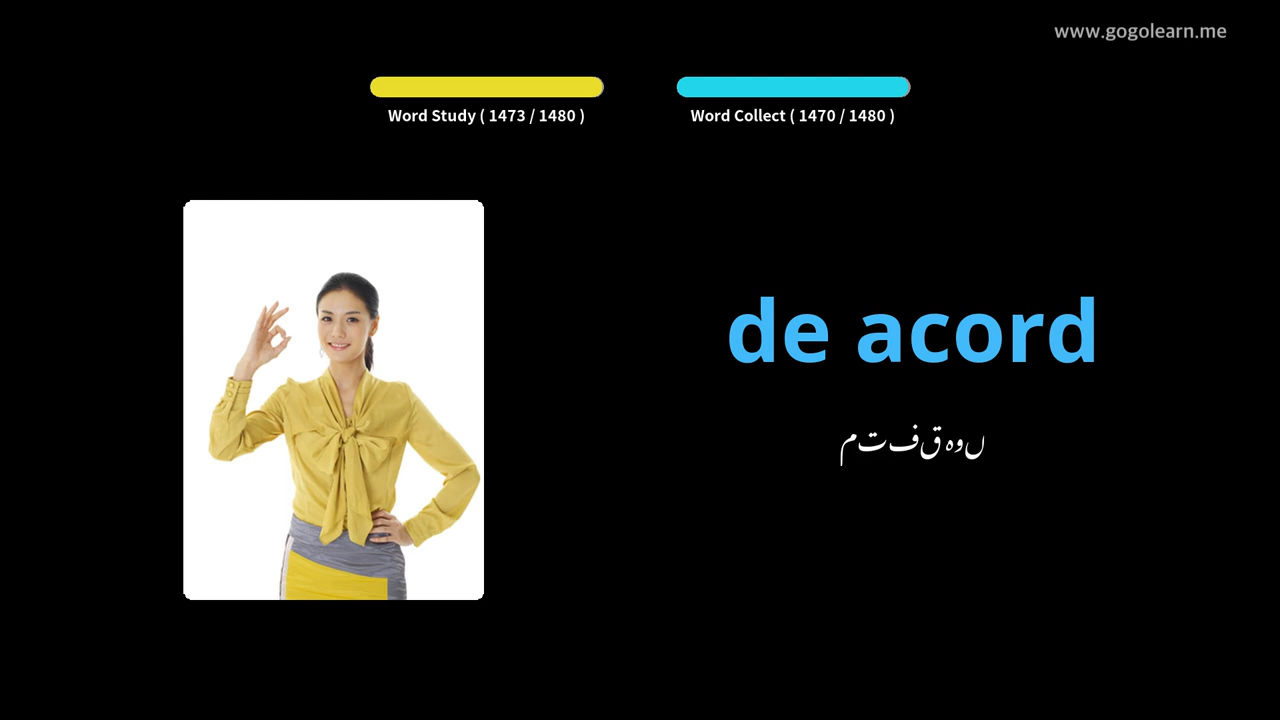 www.gogolearn.me
Word Study ( 1473 / 1480 )
Word Collect ( 1470 / 1480 )
de acord
متفق ہوں